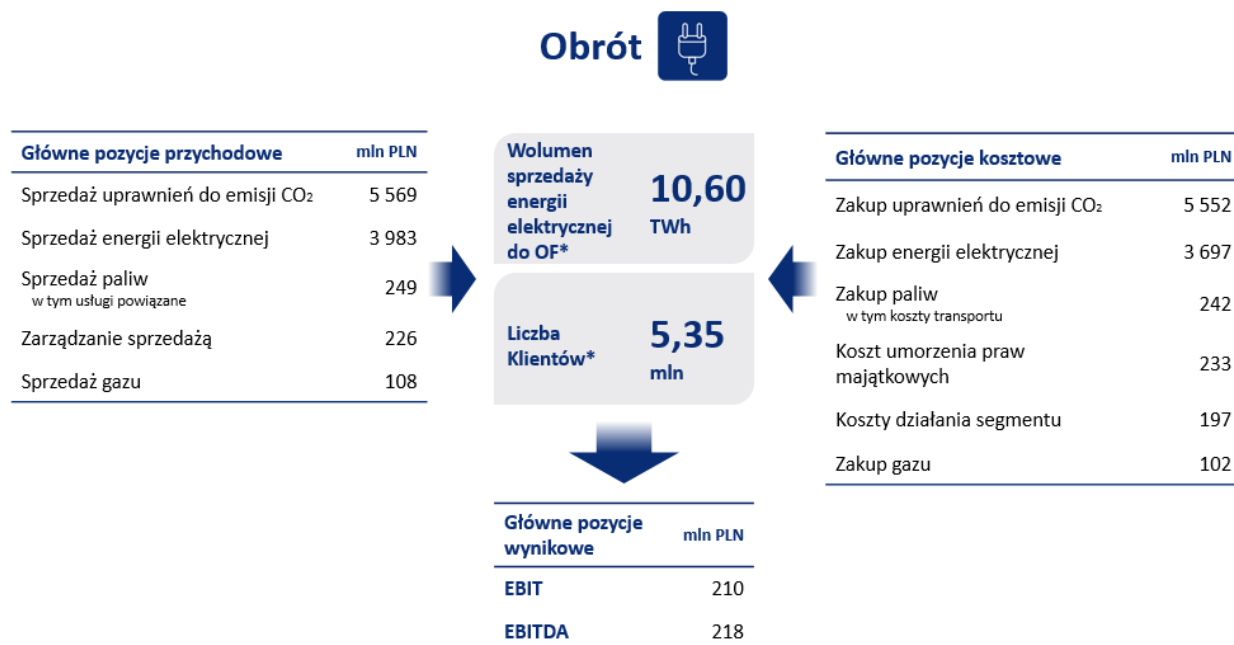 Obrót
Główne pozycje przychodowe mln PLN
Sprzedaż uprawnień do emisji CO₂ 5 569
Sprzedaż energii elektrycznej 3 983
Sprzedaż paliw 249
w tym usługi powiązane
Zarządzanie sprzedażą 226
Sprzedaż gazu 108
Wolumen
sprzedaży
energii
elektrycznej
do OF*
10,60
TWh
Liczba
Klientów*
5,35
mln
Główne pozycje kosztowe mln PLN
Zakup uprawnień do emisji CO₂ 5 552
Zakup energii elektrycznej 3 697
Zakup paliw 242
w tym koszty transportu
Koszt umorzenia praw
majątkowych 233
Koszty działania segmentu 197
Zakup gazu 102
Główne pozycje
wynikowe mln PLN
EBIT 210
EBITDA 218